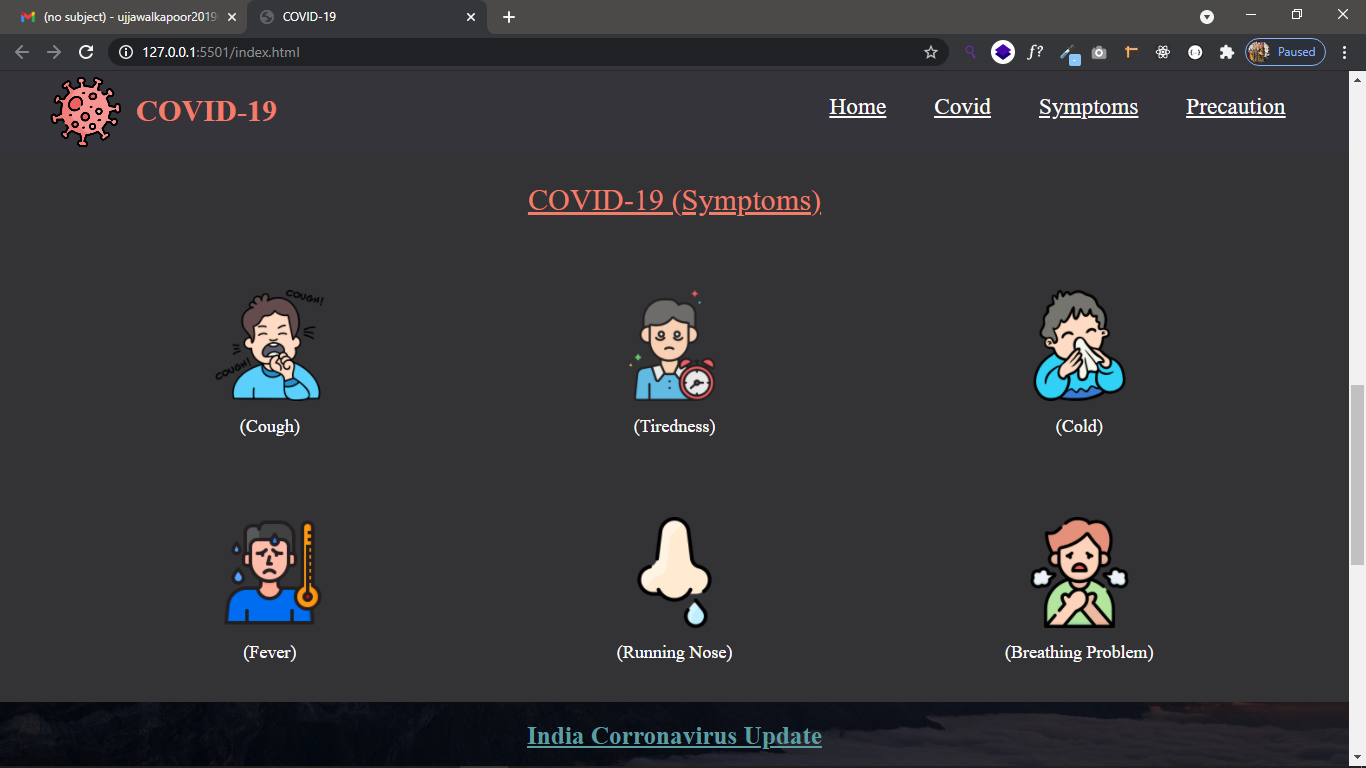 (no subject) - ujjawalkapoor2019
COVID-19
127.0.0.1:5501/index.html
f?
Paused
COVID-19
Home Covid Symptoms Precaution
COVID-19 (Symptoms)
COUGH!
COUGH!
(Cough) (Tiredness) (Cold)
(Fever) (Running Nose) (Breathing Problem)
India Corronavirus Update